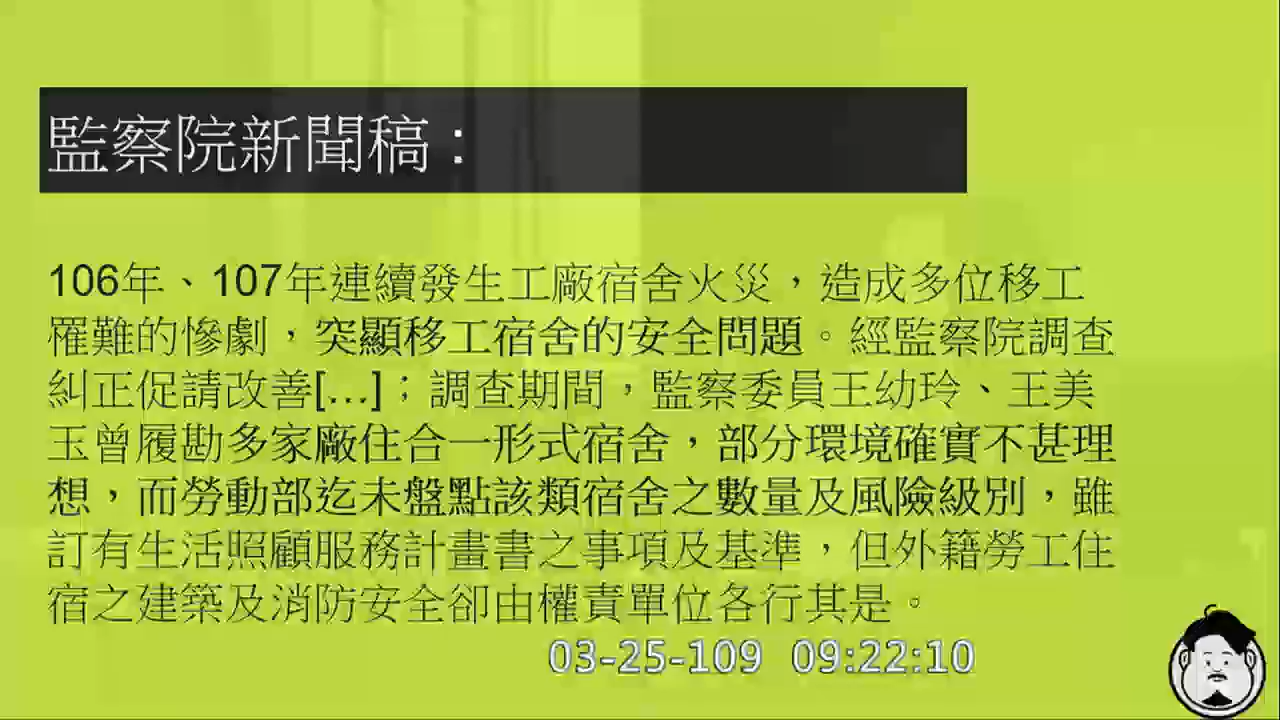 監察院新聞稿：
106年、107年連續發生工廠宿舍火災，造成多位移工
罹難的慘劇，突顯移工宿舍的安全問題。經監察院調查
糾正促請改善[...]；調查期間，監察委員王幼玲、王美
玉曾履勘多家廠住合一形式宿舍，部分環境確實不甚理
想，而勞動部迄未盤點該類宿舍之數量及風險級別，雖
訂有生活照顧服務計畫書之事項及基準，但外籍勞工住
宿之建築及消防安全卻由權責單位各行其是。
03-25-109 09:22:10